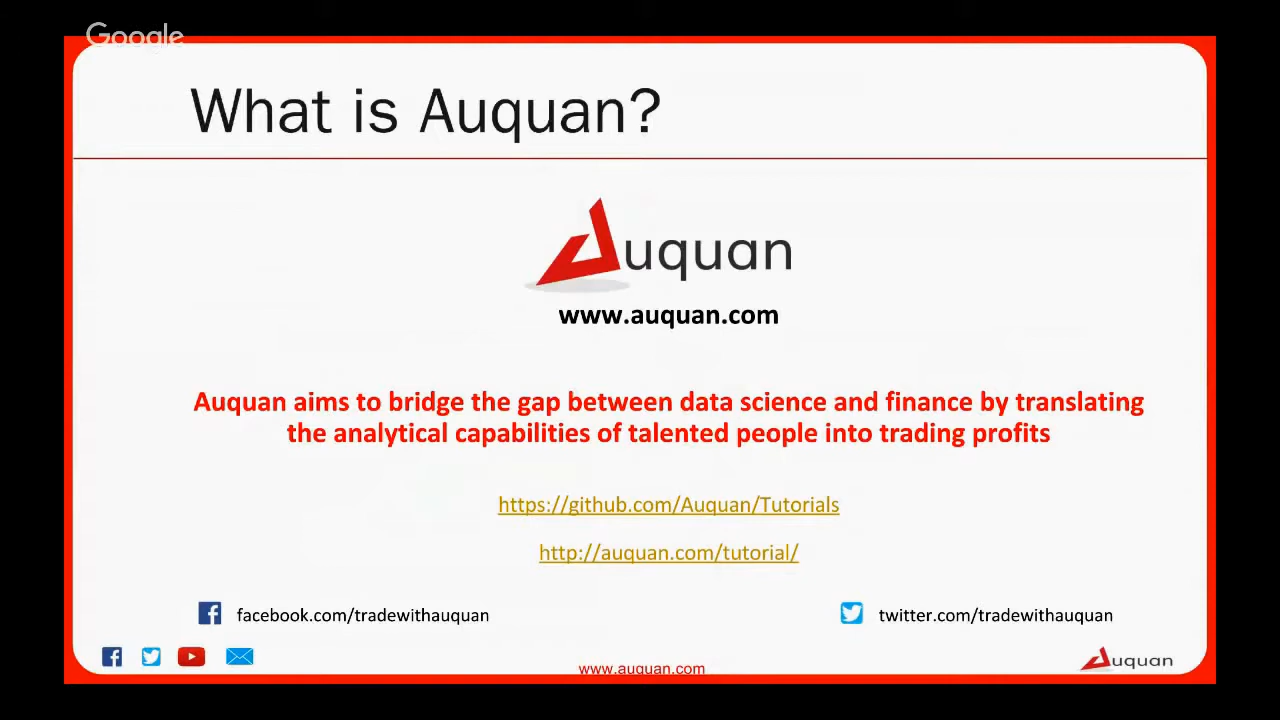 Google
What is Auquan?
Auquan
www.auquan.com
Auquan aims to bridge the gap between data science and finance by translating
the analytical capabilities of talented people into trading profits
https://github.com/Auquan/Tutorials
http://auquan.com/tutorial/
facebook.com/tradewithauquan
twitter.com/tradewithauquan
www.auquan.com
Auquan